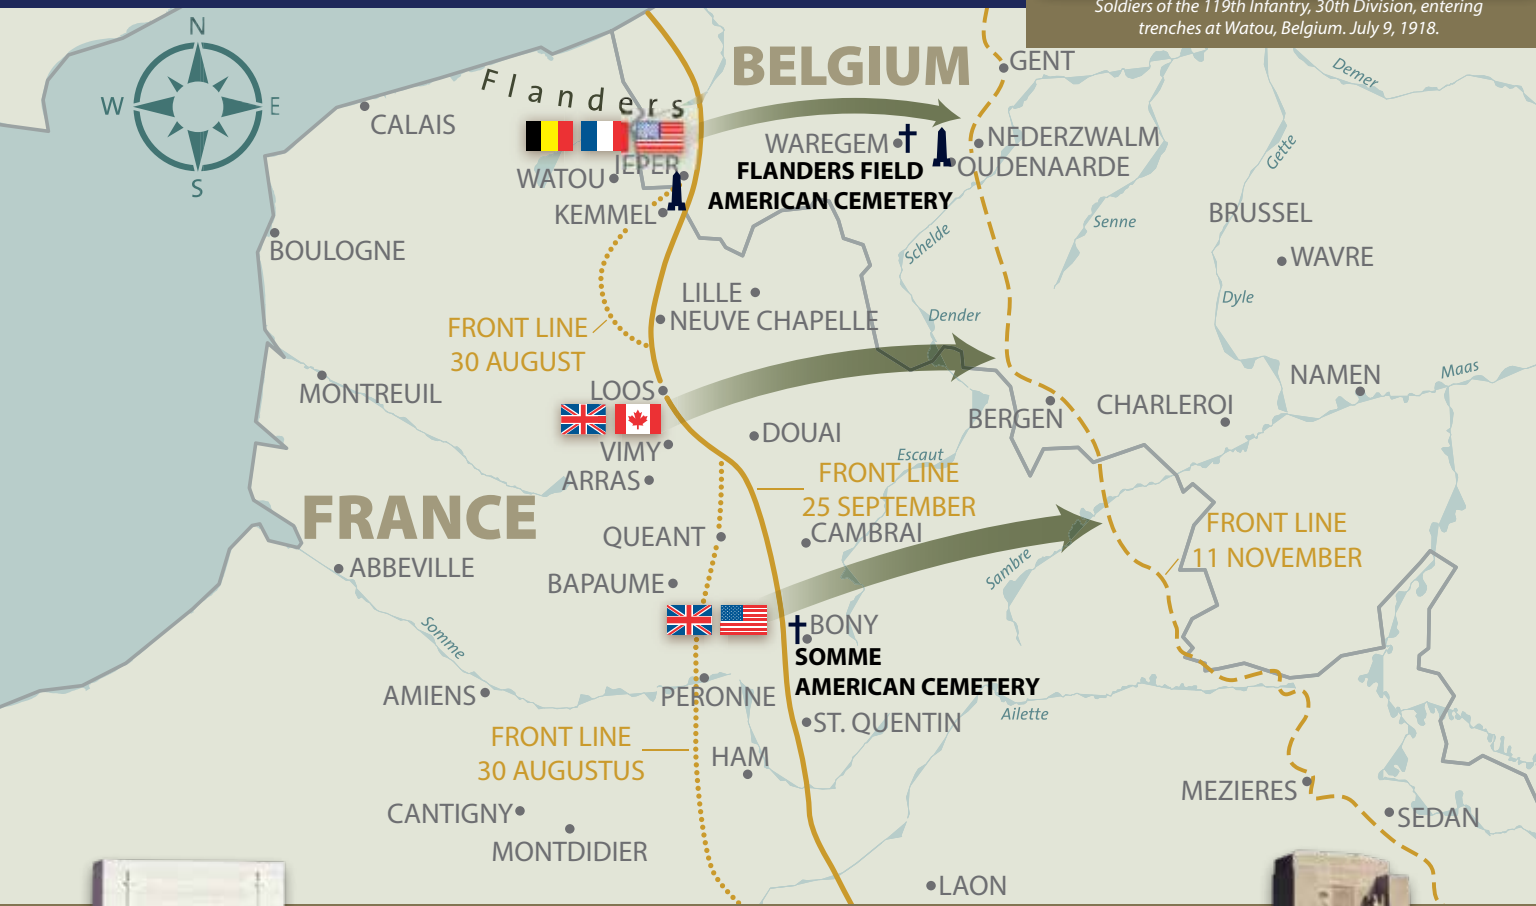 Soldiers of the 119th Infantry, 30th Division, entering
trenches at Watou, Belgium. July 9, 1918.
N
W
E
S
BELGIUM
GENT
Demer
Flanders
CALAIS
WAREGEM
NEDERZWALM
OUDENAARDE
Gette
IEPER
WATOU
FLANDERS FIELD
AMERICAN CEMETERY
KEMMEL
BRUSSEL
Senne
Schelde
BOULOGNE
WAVRE
LILLE
Dyle
NEUVE CHAPELLE
Dender
FRONT LINE
30 AUGUST
MONTREUIL
LOOS
NAMEN
Maas
BERGEN
CHARLEROI
DOUAI
VIMY
Escaut
ARRAS
FRONT LINE
25 SEPTEMBER
FRANCE
QUEANT
CAMBRAI
FRONT LINE
11 NOVEMBER
ABBEVILLE
BAPAUME
Sambre
Somme
BONY
SOMME
AMERICAN CEMETERY
AMIENS
PERONNE
Ailette
ST. QUENTIN
FRONT LINE
30 AUGUSTUS
HAM
MEZIERES
CANTIGNY
SEDAN
MONTDIDIER
LAON